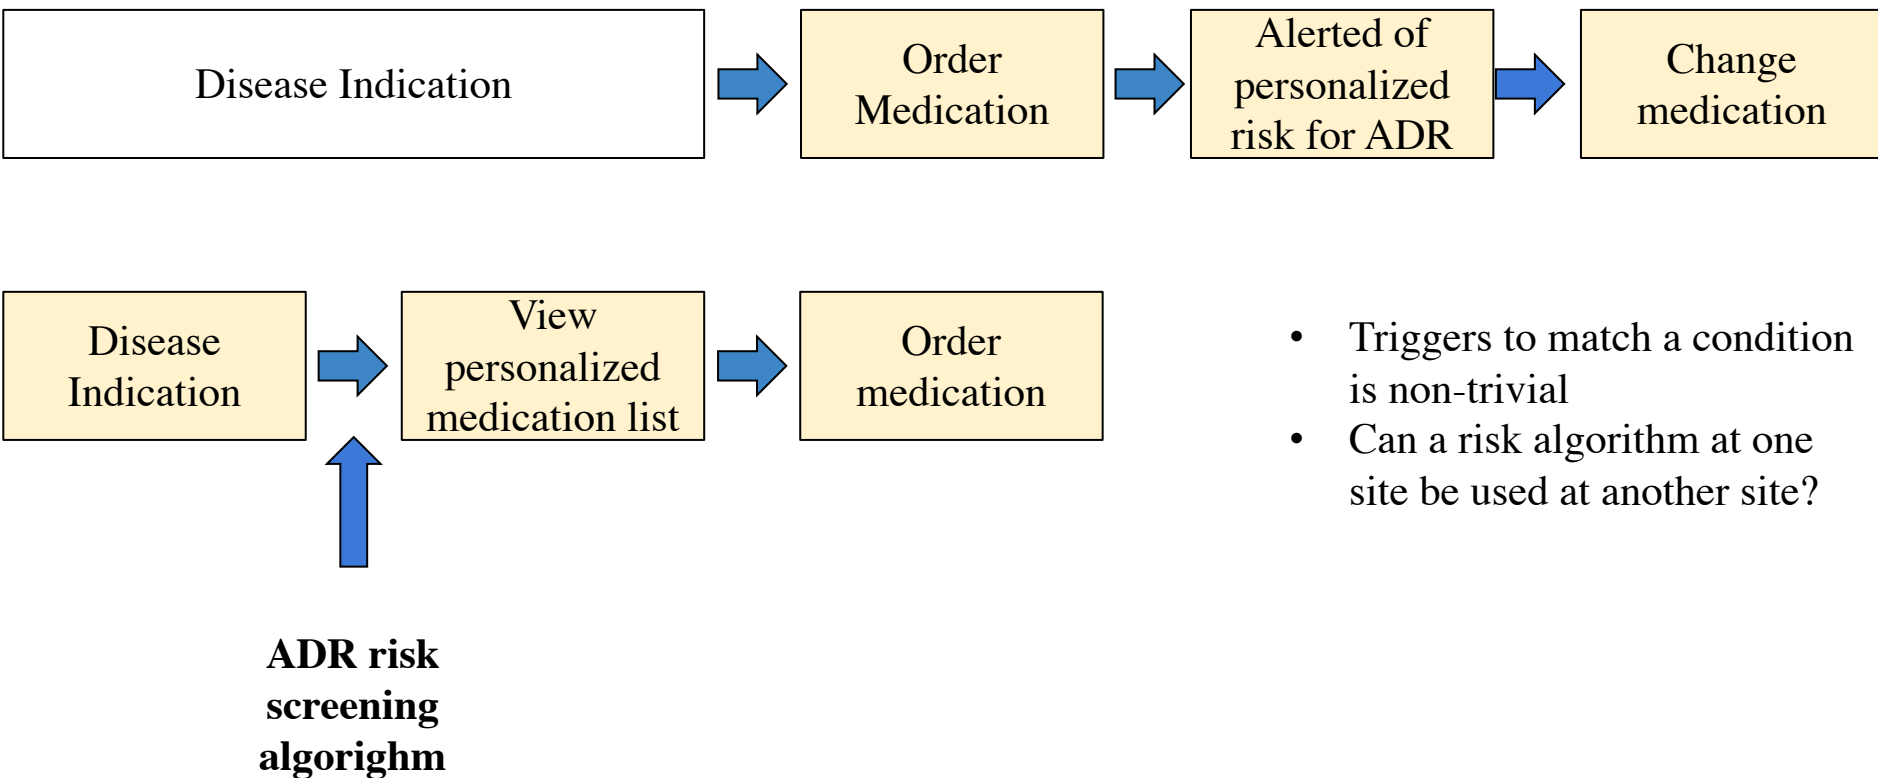 Disease Indication
Order
Medication
Alerted of
personalized
risk for ADR
Change
medication
Disease
Indication
View
personalized
medication list
Order
medication
• Triggers to match a condition
is non-trivial
• Can a risk algorithm at one
site be used at another site?
ADR risk
screening
algorighm